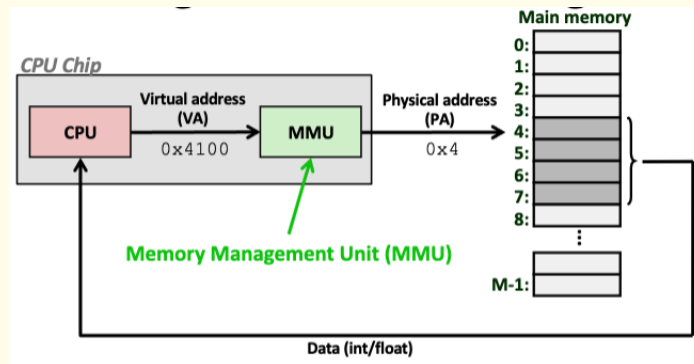 Main memory
0:
1:
2:
3:
4:
5:
6:
7:
8:
M-1:
CPU Chip
Virtual address
(VA)
Physical address
(PA)
CPU
MMU
0x4100
0x4
Memory Management Unit (MMU)
Data (int/float)